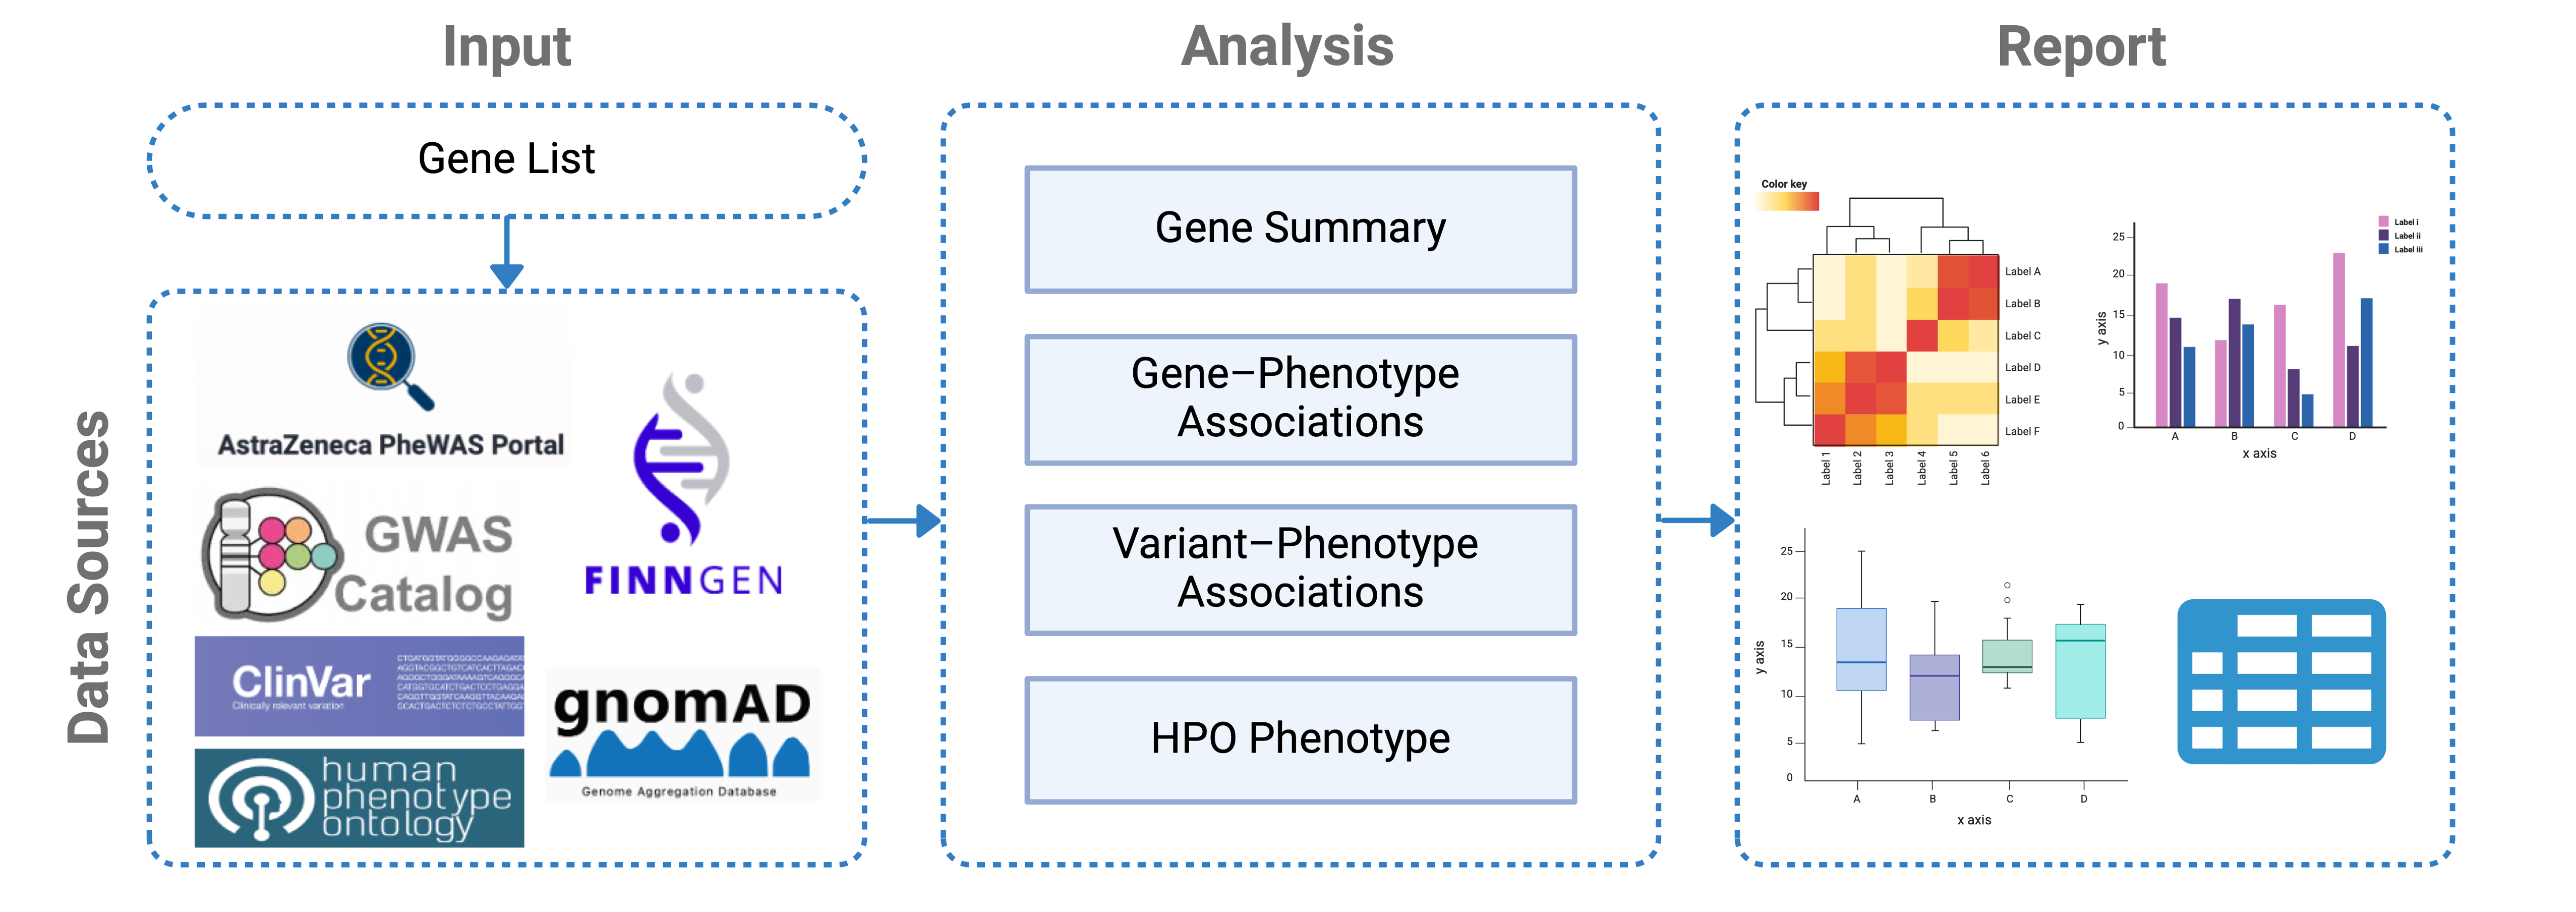 Input
Analysis
Report
Gene List
Data Sources
AstraZeneca PheWAS Portal
FINNGEN
GWAS
Catalog
ClinVar
Clinically relevant variation
human
phenotype
ontology
gnomAD
Genome Aggregation Database
Gene Summary
Gene–Phenotype
Associations
Variant–Phenotype
Associations
HPO Phenotype
Color key
Label A
Label B
Label C
Label D
Label E
Label F
Label 1
Label 2
Label 3
Label 4
Label 5
Label 6
Label i
Label ii
Label iii
y axis
25
20
15
10
5
0
A B C D
x axis
y axis
25
20
15
10
5
0
A B C D
x axis